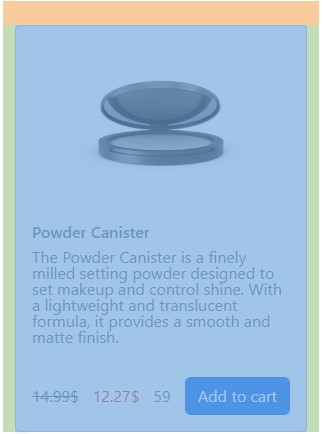 Powder Canister
The Powder Canister is a finely
milled setting powder designed to
set makeup and control shine. With
a lightweight and translucent
formula, it provides a smooth and
matte finish.
14.99$ 12.27$ 59 Add to cart